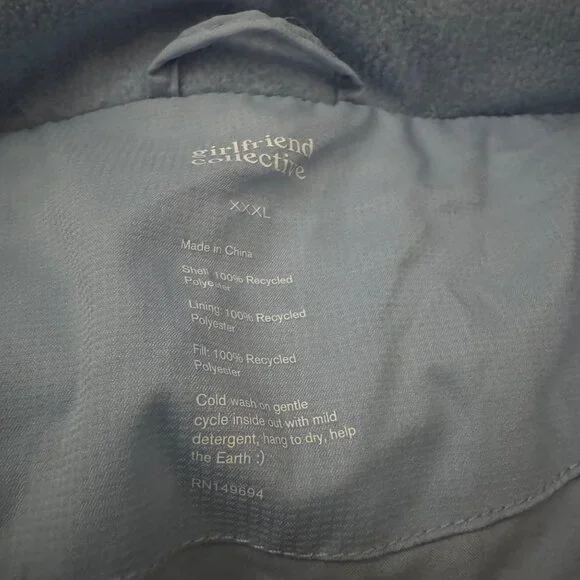 girlfriend
collective
XXXL
Made in China
Shell: 100% Recycled
Polyester
Lining: 100% Recycled
Polyester
Fill: 100% Recycled
Polyester
Cold wash on gentle
cycle inside out with mild
detergent, hang to dry, help
the Earth :)
RN149694